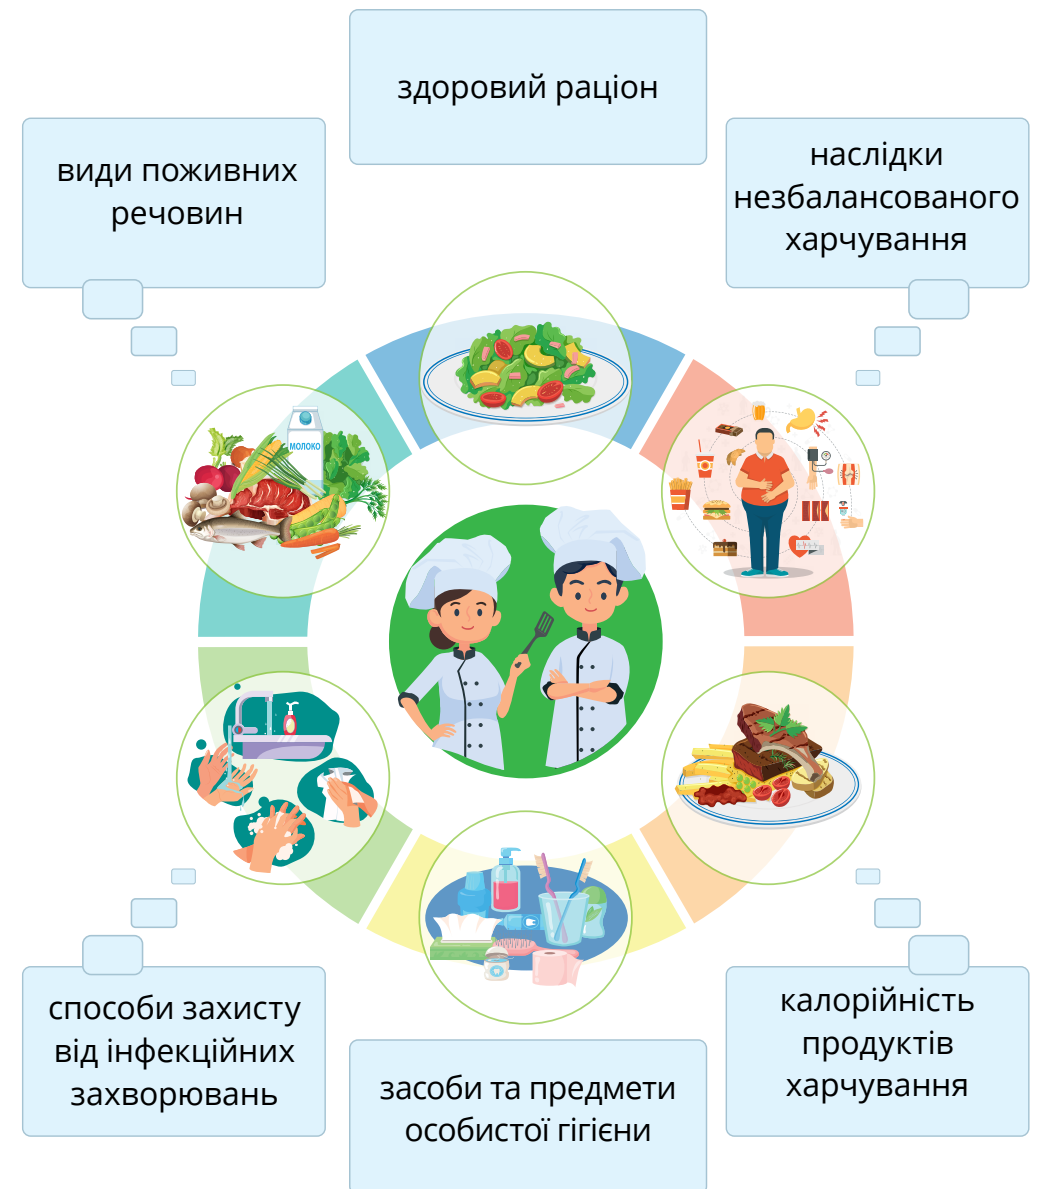 здоровий раціон
види поживних
речовин
наслідки
незбалансованого
харчування
МОЛОКО
способи захисту
від інфекційних
захворювань
засоби та предмети
особистої гігієни
калорійність
продуктів
харчування